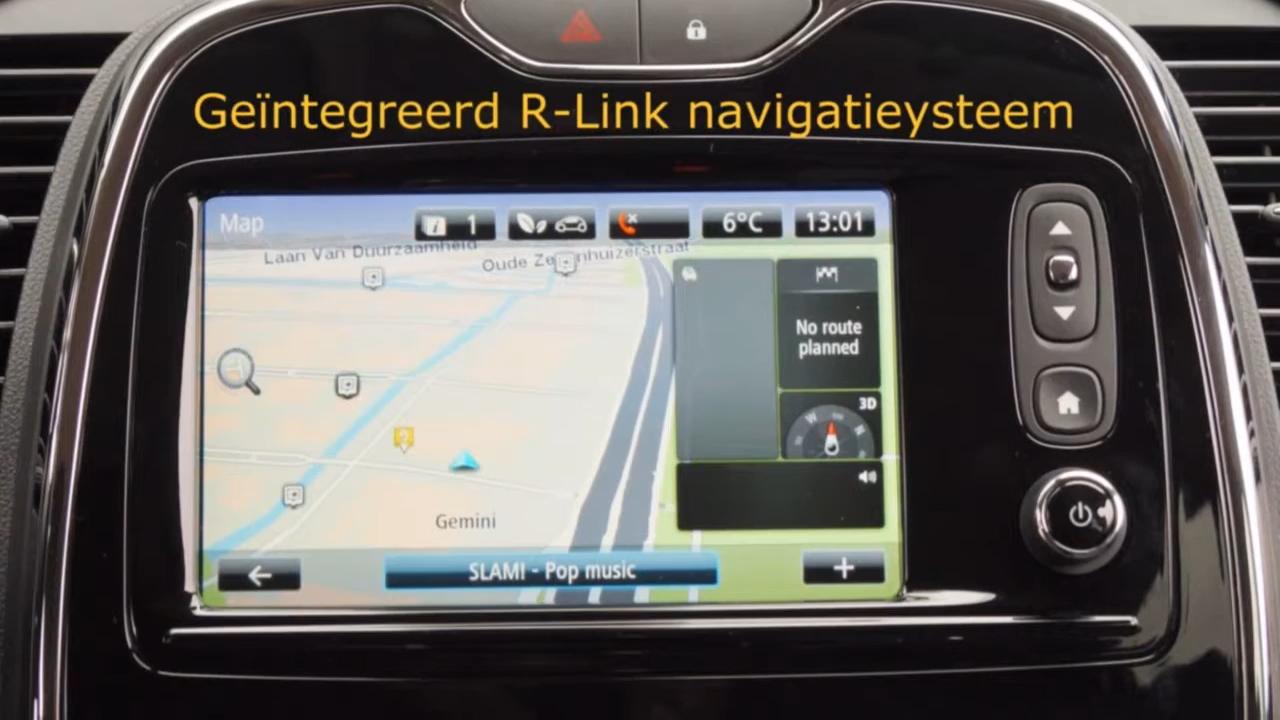 Geïntegreerd R-Link navigatieysteem
Map
1
6°C
13:01
Laan Van Duurzaamheid
Oude
No route
planned
3D
W
N
Gemini
SLAM! - Pop music